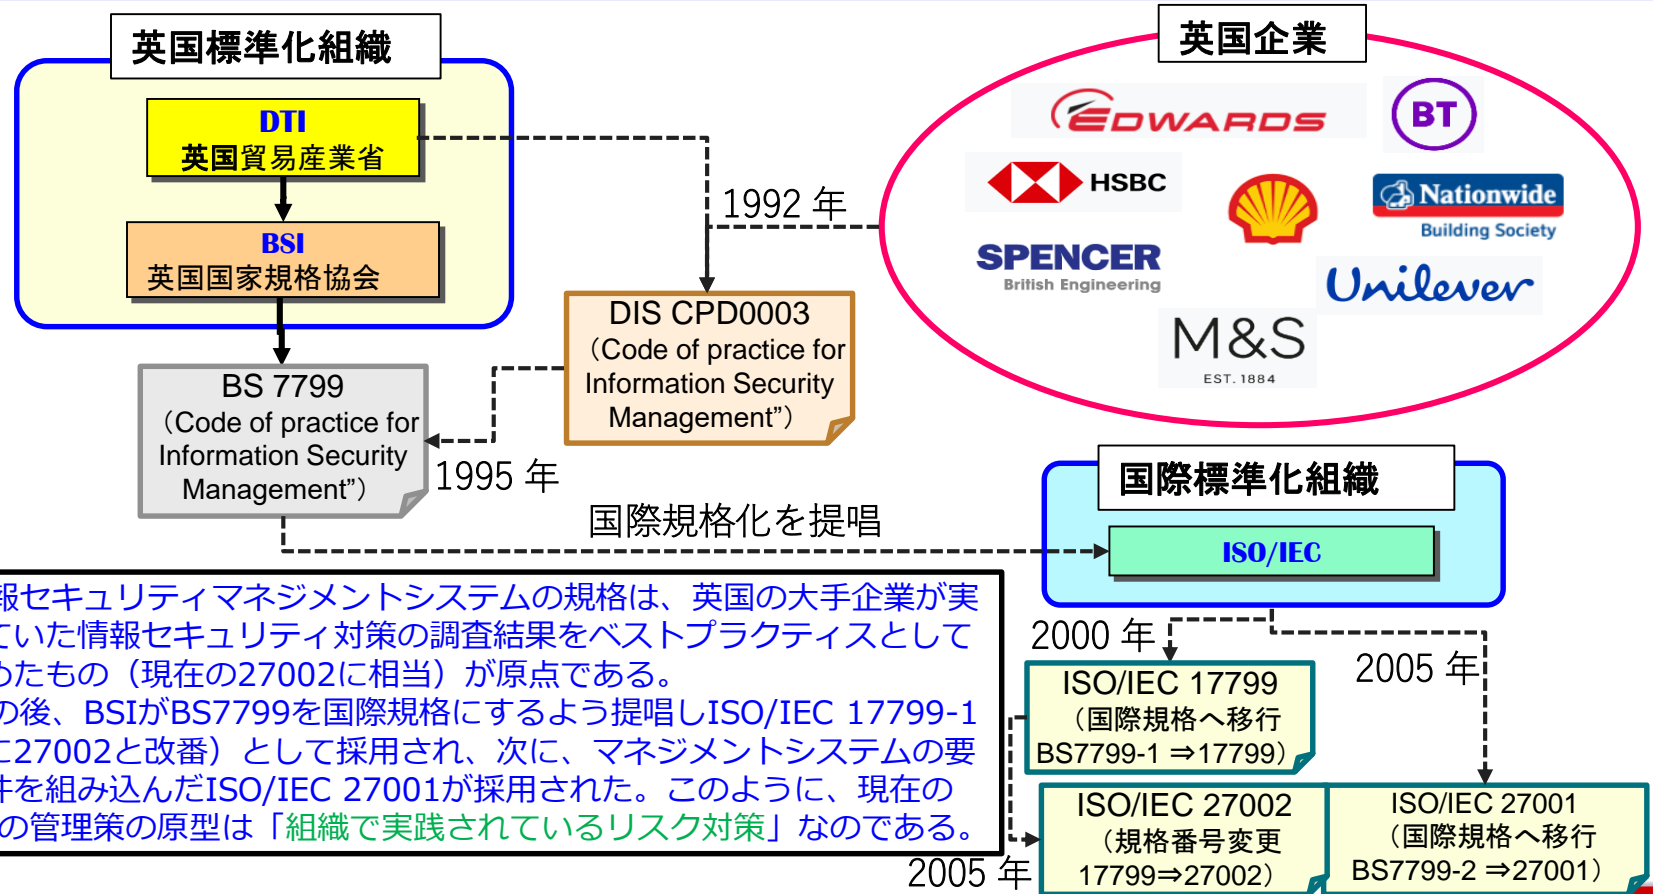 英国標準化組織
DTI
英国貿易産業省
BSI
英国国家規格協会
英国企業
EDWARDS
BT
HSBC
Nationwide
Building Society
SPENCER
British Engineering
Unilever
M&S
EST. 1884
1992 年
DIS CPD0003
（Code of practice for
Information Security
Management”）
BS 7799
（Code of practice for
Information Security
Management”）
1995 年
国際規格化を提唱
国際標準化組織
ISO/IEC
報セキュリティマネジメントシステムの規格は、英国の大手企業が実
ていた情報セキュリティ対策の調査結果をベストプラクティスとして
めたもの（現在の27002に相当）が原点である。
の後、BSIがBS7799を国際規格にするよう提唱しISO/IEC 17799-1
に27002と改番）として採用され、次に、マネジメントシステムの要
件を組み込んだISO/IEC 27001が採用された。このように、現在の
の管理策の原型は「組織で実践されているリスク対策」なのである。
2000 年
2005 年
ISO/IEC 17799
（国際規格へ移行
BS7799-1 ⇒17799）
ISO/IEC 27002
（規格番号変更
17799⇒27002）
2005 年
ISO/IEC 27001
（国際規格へ移行
BS7799-2 ⇒27001）